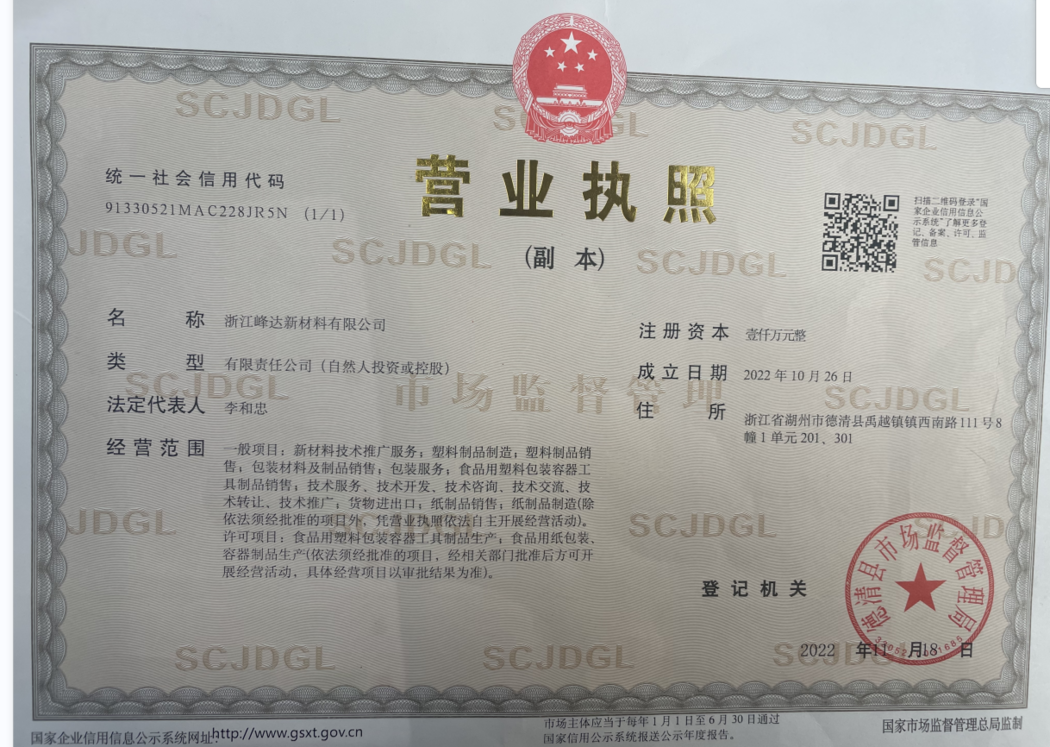 营业执照
(副 本)
统一社会信用代码
91330521MAC228JR5N (1/1)
扫描二维码登录“国
家企业信用信息公
示系统”了解更多登
记、备案、许可、监
管信息
名 称 浙江峰达新材料有限公司
类 型 有限责任公司（自然人投资或控股）
法定代表人 李和忠
经营范围 一般项目：新材料技术推广服务；塑料制品制造；塑料制品销
售；包装材料及制品销售；包装服务；食品用塑料包装容器工
具制品销售；技术服务、技术开发、技术咨询、技术交流、技
术转让、技术推广；货物进出口；纸制品销售；纸制品制造(除
依法须经批准的项目外，凭营业执照依法自主开展经营活动)。
许可项目：食品用塑料包装容器工具制品生产；食品用纸包装、
容器制品生产(依法须经批准的项目，经相关部门批准后方可开
展经营活动，具体经营项目以审批结果为准)。
注册资本 壹仟万元整
成立日期 2022年10月26日
住 所 浙江省湖州市德清县禹越镇镇西南路111号8
幢1单元201、301
市场监督管理
SCJDGL
登记机关
德清县市场监督管理局
2022 年11 月18 日
国家企业信用信息公示系统网址:http://www.gsxt.gov.cn
市场主体应当于每年1月1日至6月30日通过
国家信用公示系统报送公示年度报告。
国家市场监督管理总局监制